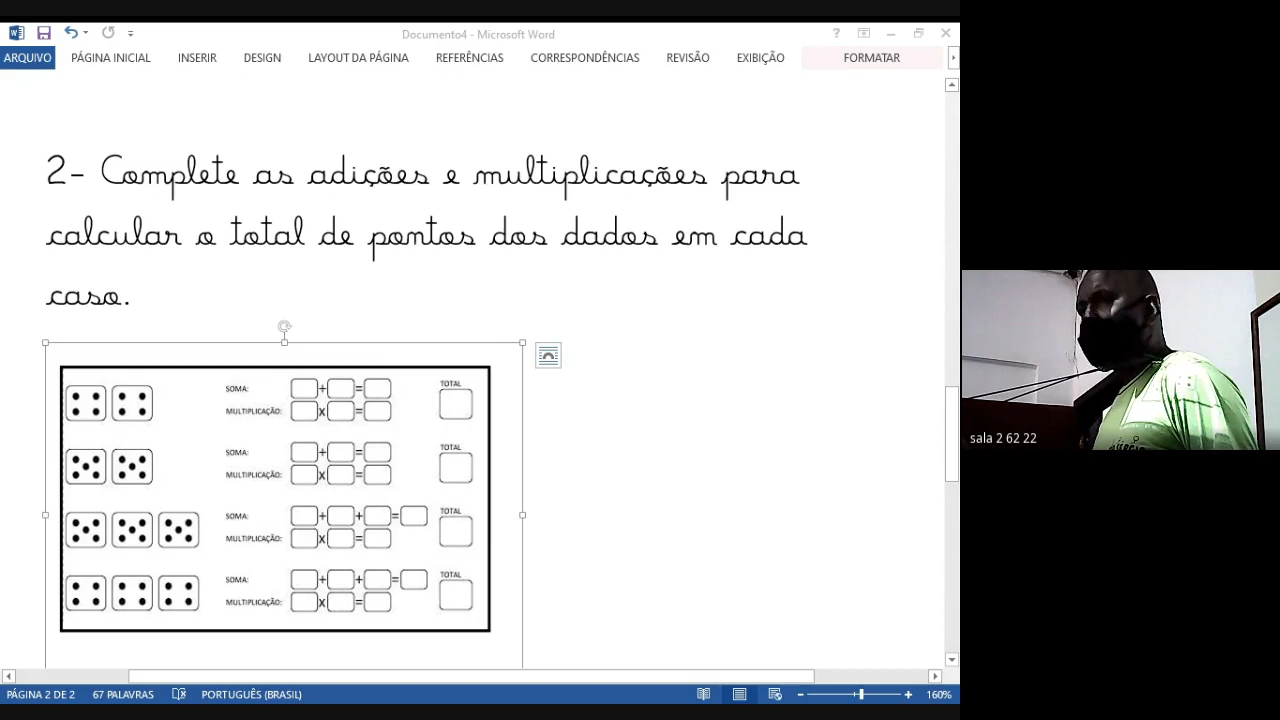 Documento4 - Microsoft Word
?
ARQUIVO PÁGINA INICIAL INSERIR DESIGN LAYOUT DA PÁGINA REFERÊNCIAS CORRESPONDÊNCIAS REVISÃO EXIBIÇÃO FORMATAR
2- Complete as adições e multiplicações para
calcular o total de pontos dos dados em cada
caso.
SOMA: + = TOTAL
MULTIPLICAÇÃO: x =
SOMA: + = TOTAL
MULTIPLICAÇÃO: x =
SOMA: + + = TOTAL
MULTIPLICAÇÃO: x =
SOMA: + + = TOTAL
MULTIPLICAÇÃO: x =
sala 2 62 22
PÁGINA 2 DE 2 67 PALAVRAS PORTUGUÊS (BRASIL) 160%